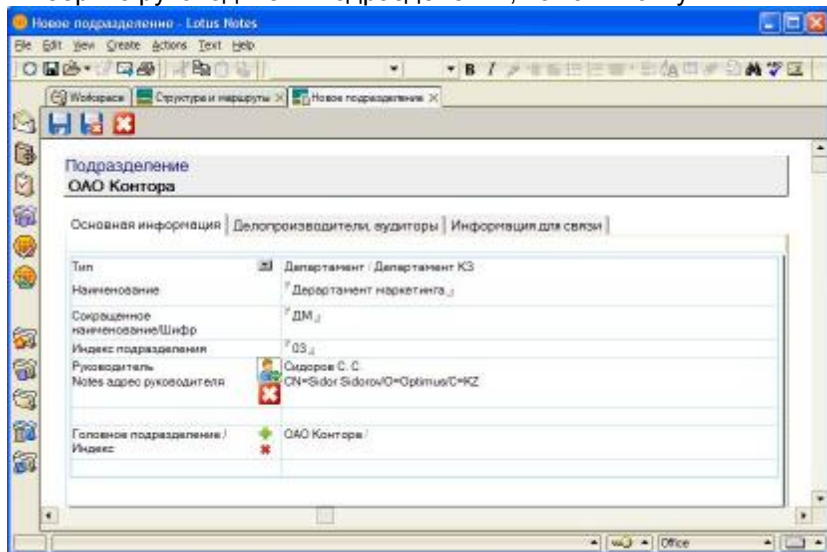 Новое подразделение - Lotus Notes
File Edit View Create Actions Text Help
B I
Workspace Структура и маршруты Новое подразделение
Подразделение
ОАО Контора
Основная информация Делопроизводители, аудиторы Информация для связи
Тип Департамент / Департамент КЗ
Наименование Дерартамент маркетинга
Сокращенное
наименование/Шифр ДМ
Индекс подразделения 03
Руководитель Сидоров С. С.
Notes адрес руководителя CN=Sidor Sidorov/O=Optimus/C=KZ
Головное подразделение / ОАО Контора /
Индекс
Office